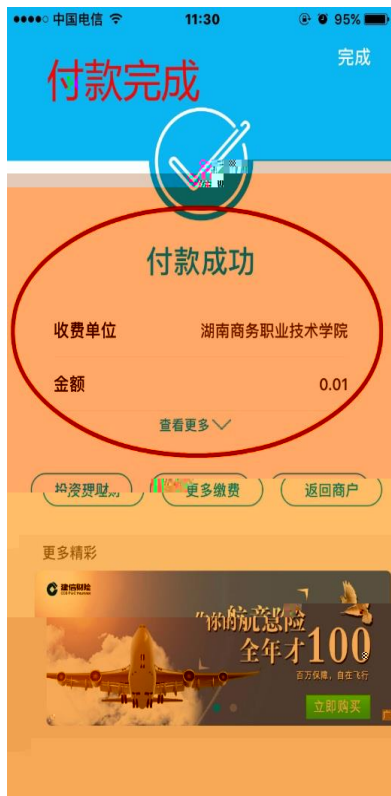 中国电信 11:30 95%
完成
付款完成
付款成功
收费单位 湖南商务职业技术学院
金额 0.01
查看更多
投资理财 更多缴费 返回商户
更多精彩
建信财险
"你的航意险
全年才100
百万保障，自在飞行
立即购买